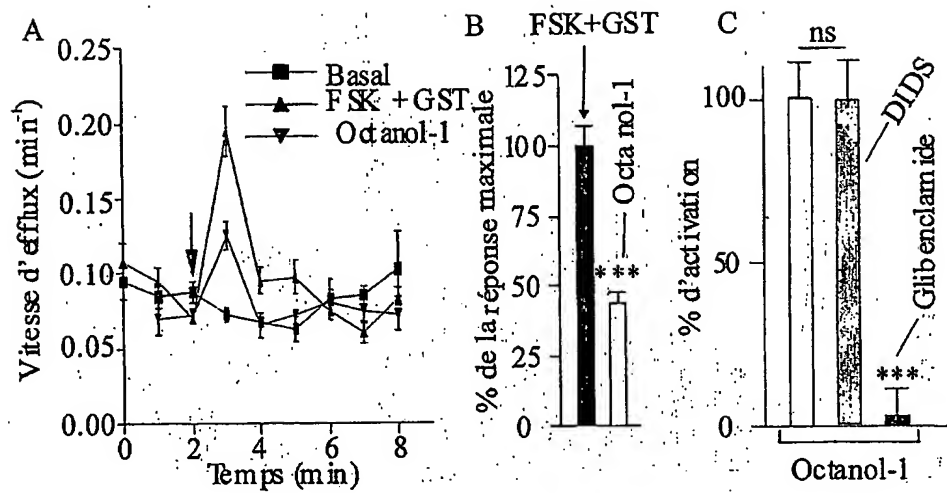 A
Vitesse d'efflux (min⁻¹)
0.25
0.20
0.15
0.10
0.05
0.00
0
2
4
6
8
Temps (min)
Basal
FSK + GST
Octanol-1
B
FSK+GST
% de la réponse maximale
125
100
75
50
25
0
Octanol-1
***
C
% d'activation
100
50
0
ns
DIDS
Glibenclamide
***
Octanol-1